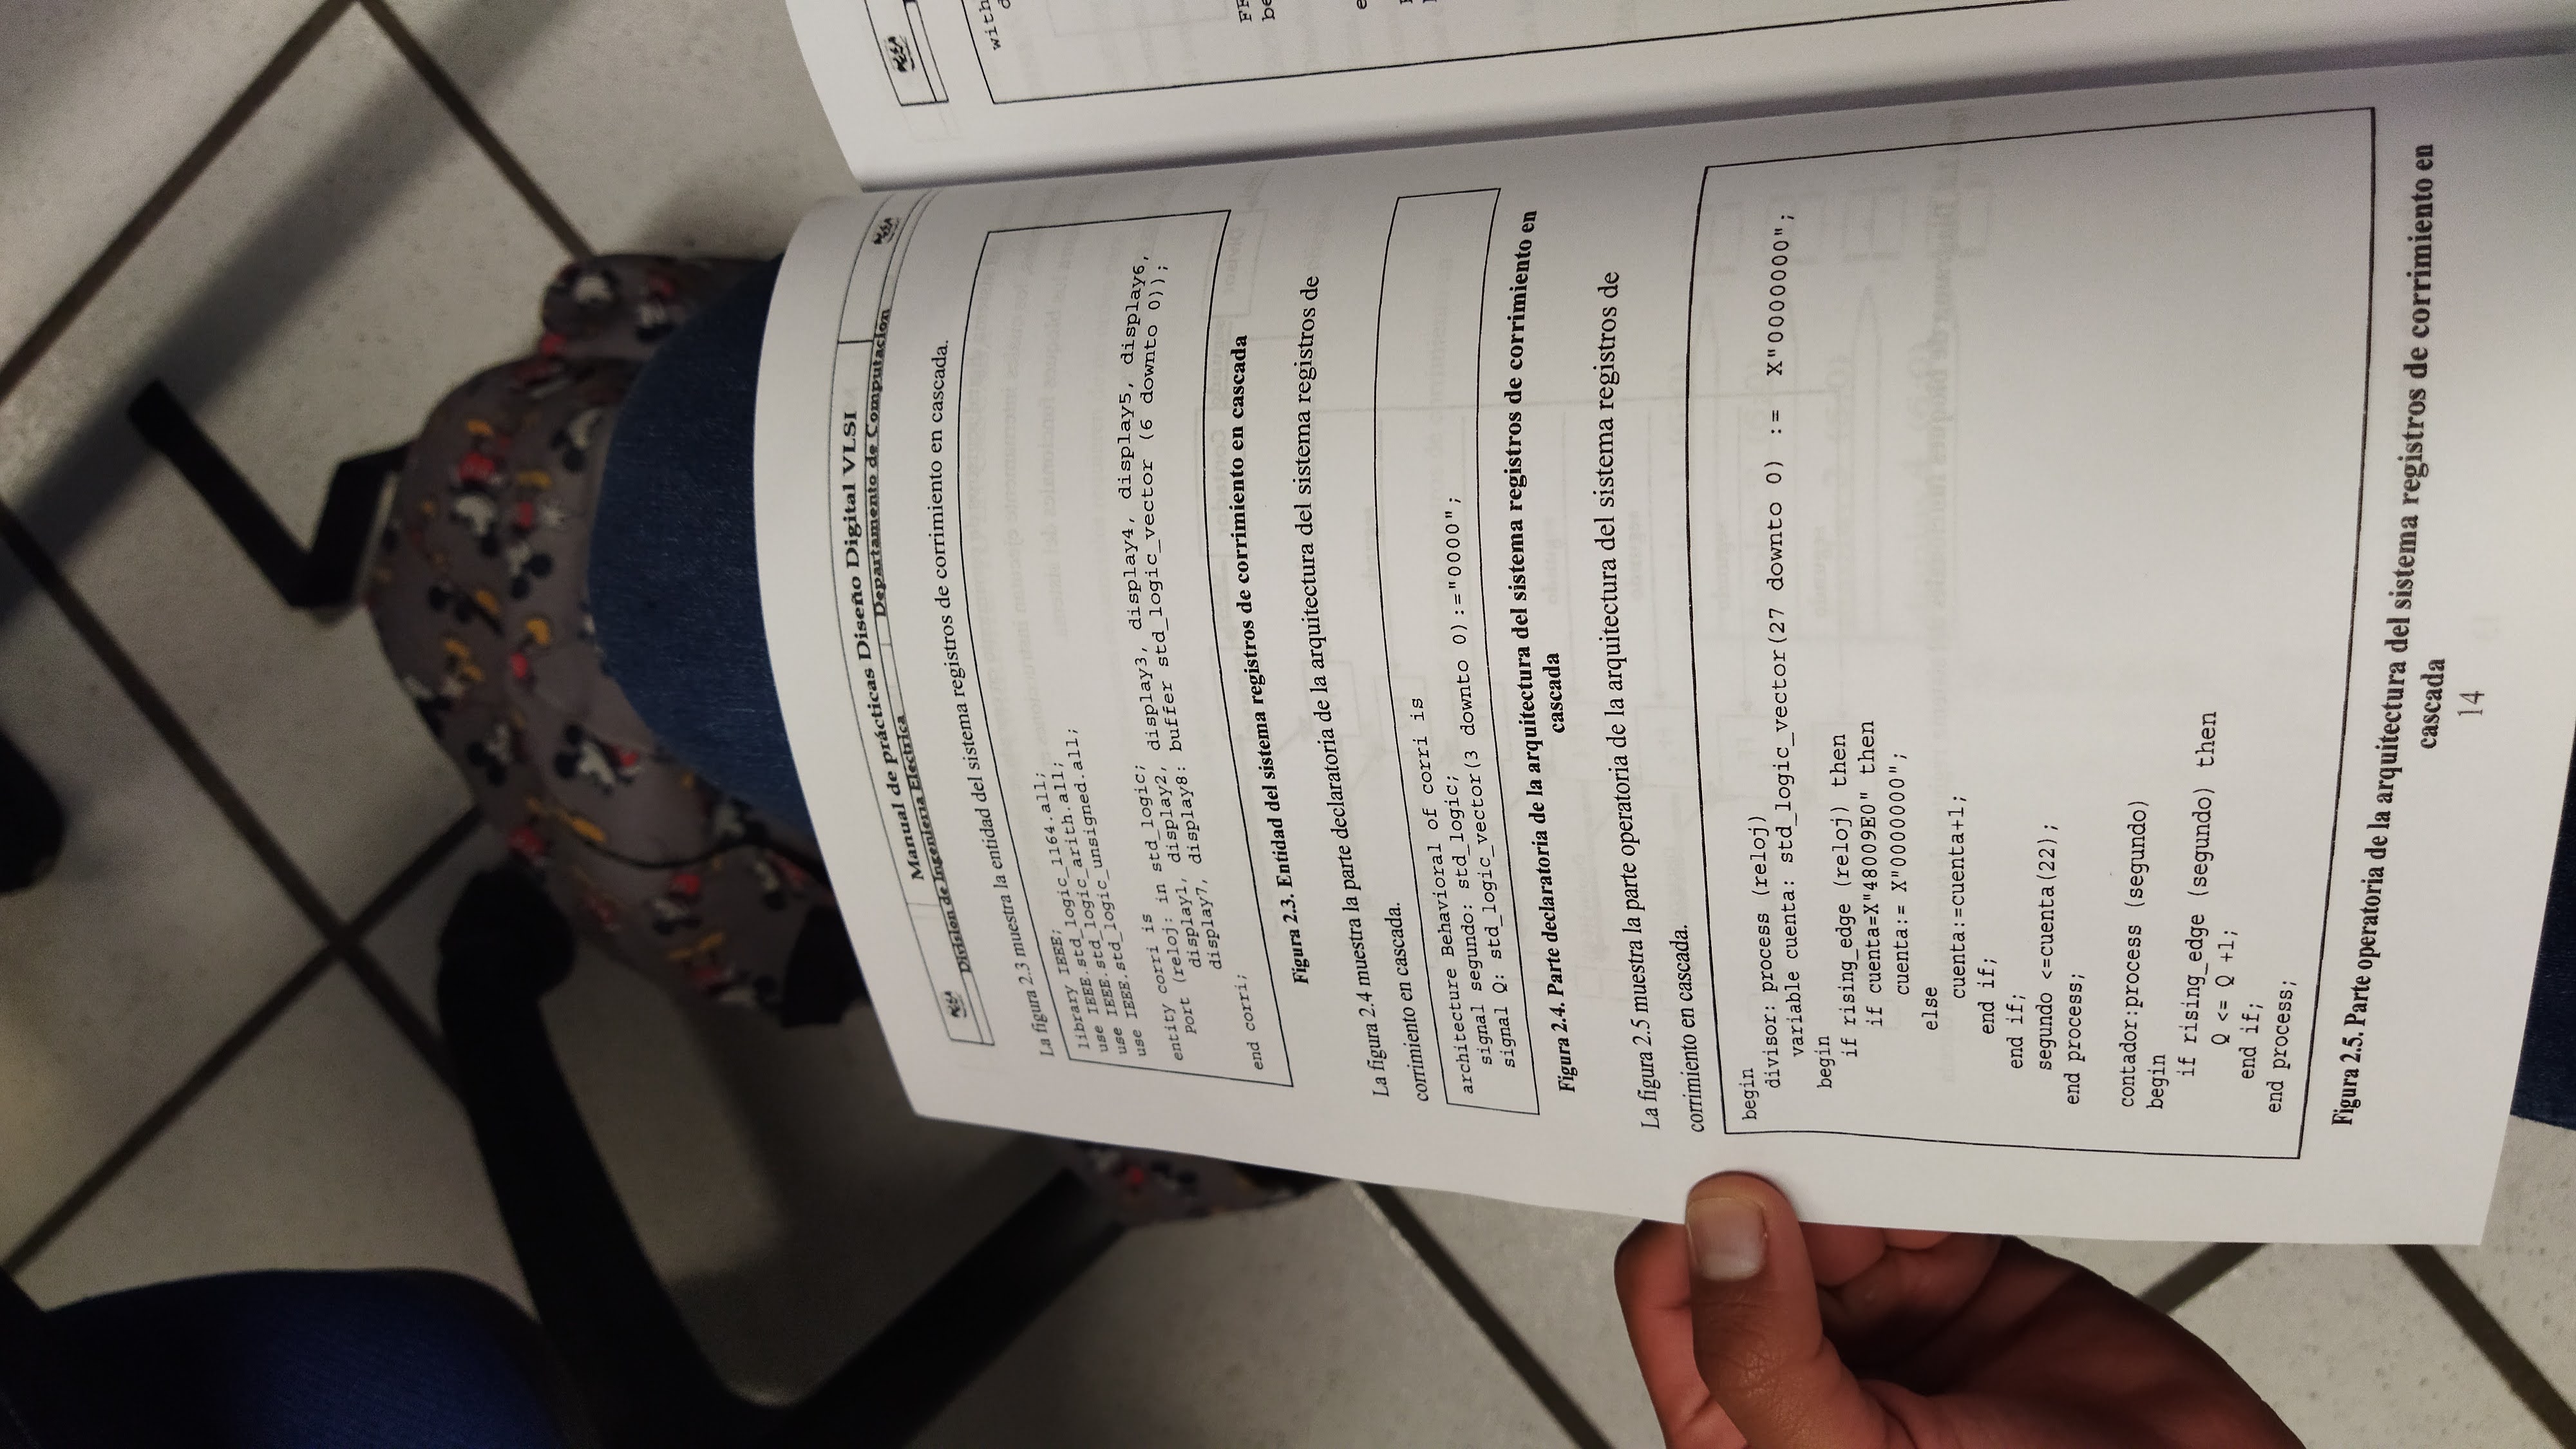 Manual de prácticas Diseño Digital VLSI
División de Ingeniería Eléctrica Departamento de Computación
La figura 2.3 muestra la entidad del sistema registros de corrimiento en cascada.
library IEEE;
use IEEE.std_logic_1164.all;
use IEEE.std_logic_arith.all;
use IEEE.std_logic_unsigned.all;
entity corri is
Port (reloj: in std_logic;
display1, display2, display3, display4, display5, display6,
display7, display8: buffer std_logic_vector (6 downto 0));
end corri;
Figura 2.3. Entidad del sistema registros de corrimiento en cascada
La figura 2.4 muestra la parte declaratoria de la arquitectura del sistema registros de
corrimiento en cascada.
architecture Behavioral of corri is
signal segundo: std_logic;
signal Q: std_logic_vector(3 downto 0):="0000";
Figura 2.4. Parte declaratoria de la arquitectura del sistema registros de corrimiento en
cascada
La figura 2.5 muestra la parte operatoria de la arquitectura del sistema registros de
corrimiento en cascada.
begin
divisor: process (reloj)
variable cuenta: std_logic_vector(27 downto 0) := X"0000000";
begin
if rising_edge (reloj) then
if cuenta=X"48009E0" then
cuenta:= X"0000000";
else
cuenta:=cuenta+1;
end if;
end if;
segundo <=cuenta(22);
end process;
contador:process (segundo)
begin
if rising_edge (segundo) then
Q <= Q +1;
end if;
end process;
Figura 2.5. Parte operatoria de la arquitectura del sistema registros de corrimiento en
cascada
14
with